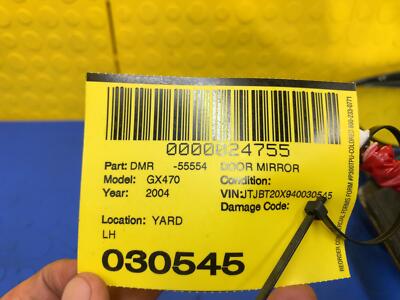 0000024755
Part: DMR -55554 DOOR MIRROR
Model: GX470 Condition:
Year: 2004 VIN:JTJBT20X940030545
Damage Code:
Location: YARD
LH
030545